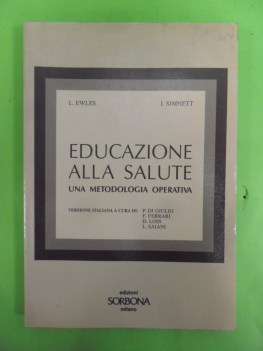 L. EWLES I. SIMNETT
EDUCAZIONE
ALLA SALUTE
UNA METODOLOGIA OPERATIVA
VERSIONE ITALIANA A CURA DI: P. DI GIULIO
F. FERRARI
D. LOIS
L. SAIANI
edizioni
SORBONA
milano